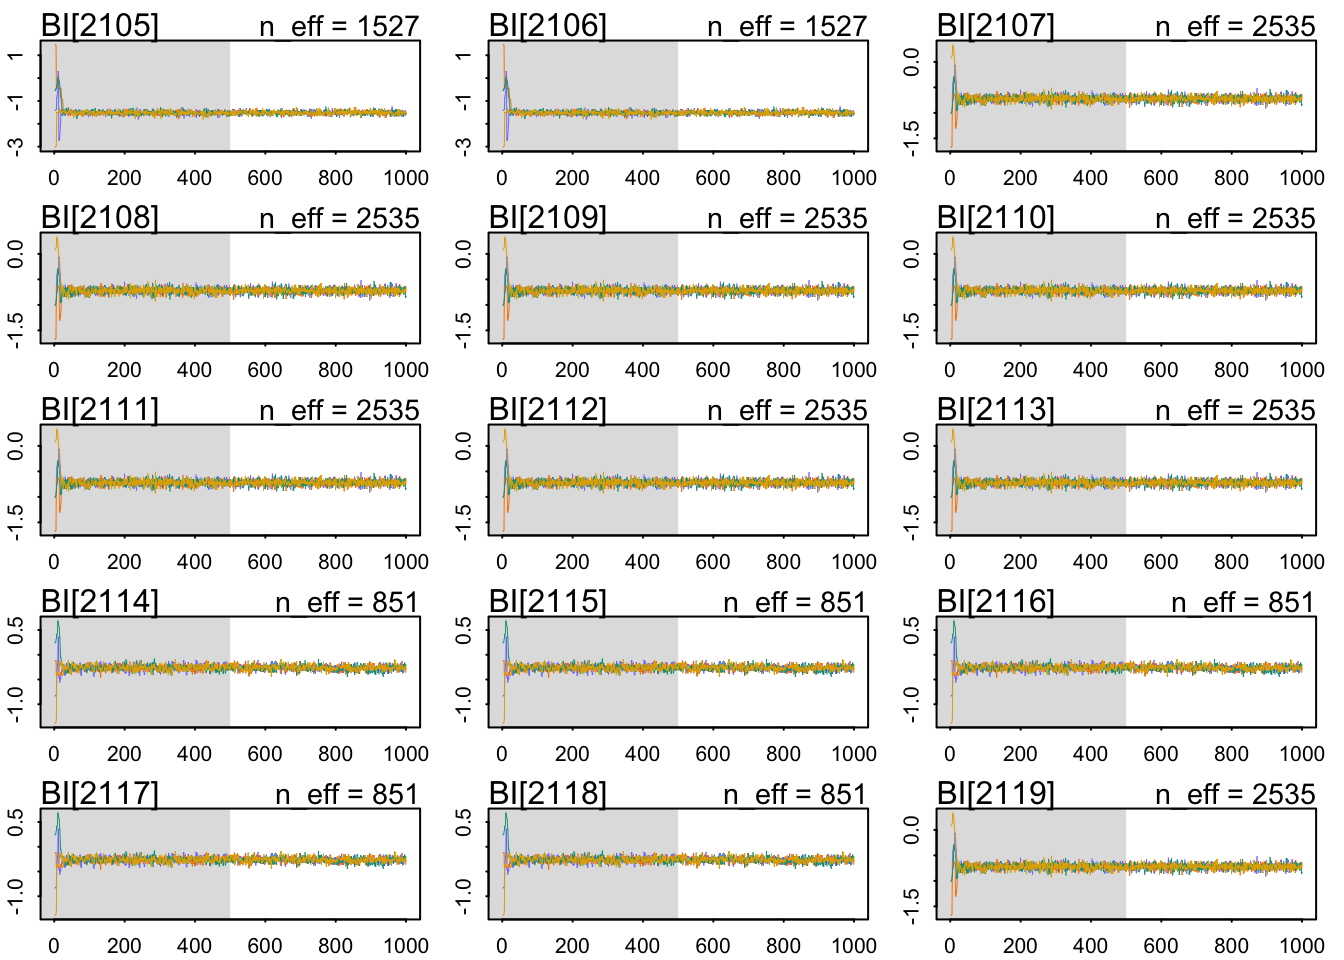 BI[2105] n_eff = 1527 BI[2106] n_eff = 1527 BI[2107] n_eff = 2535
1 -1 -3 1 -1 -3 0.0 -1.5
0 200 400 600 800 1000 0 200 400 600 800 1000 0 200 400 600 800 1000
BI[2108] n_eff = 2535 BI[2109] n_eff = 2535 BI[2110] n_eff = 2535
0.0 -1.5 0.0 -1.5 0.0 -1.5
0 200 400 600 800 1000 0 200 400 600 800 1000 0 200 400 600 800 1000
BI[2111] n_eff = 2535 BI[2112] n_eff = 2535 BI[2113] n_eff = 2535
0.0 -1.5 0.0 -1.5 0.0 -1.5
0 200 400 600 800 1000 0 200 400 600 800 1000 0 200 400 600 800 1000
BI[2114] n_eff = 851 BI[2115] n_eff = 851 BI[2116] n_eff = 851
0.5 -1.0 0.5 -1.0 0.5 -1.0
0 200 400 600 800 1000 0 200 400 600 800 1000 0 200 400 600 800 1000
BI[2117] n_eff = 851 BI[2118] n_eff = 851 BI[2119] n_eff = 2535
0.5 -1.0 0.5 -1.0 0.0 -1.5
0 200 400 600 800 1000 0 200 400 600 800 1000 0 200 400 600 800 1000